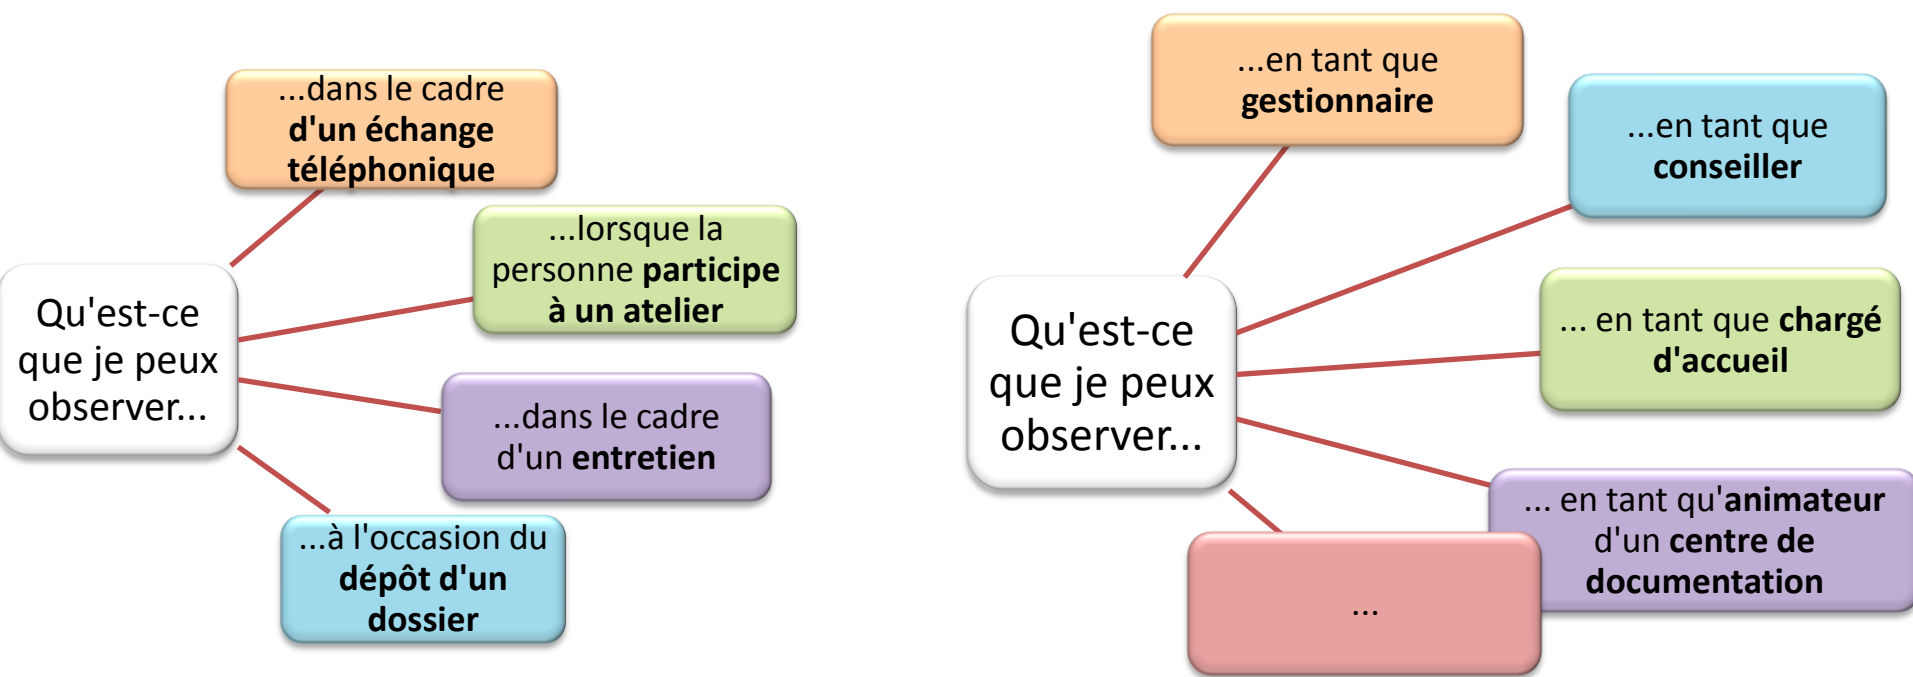 ...dans le cadre
d'un échange
téléphonique
...lorsque la
personne participe
à un atelier
Qu'est-ce
que je peux
observer...
...dans le cadre
d'un entretien
...à l'occasion du
dépôt d'un
dossier
...en tant que
gestionnaire
...en tant que
conseiller
Qu'est-ce
que je peux
observer...
... en tant que chargé
d'accueil
... en tant qu'animateur
d'un centre de
documentation
...